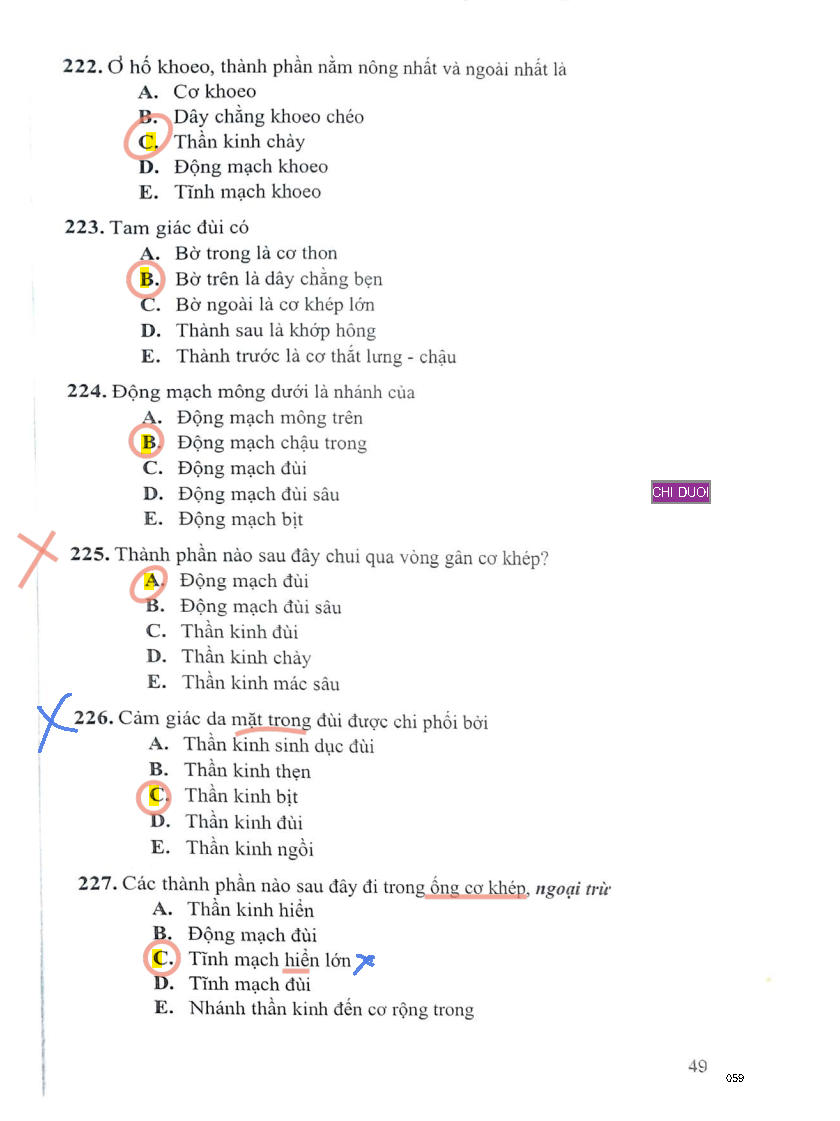 222. Ở hố khoeo, thành phần nằm nông nhất và ngoài nhất là
A. Cơ khoeo
B. Dây chằng khoeo chéo
C. Thần kinh chày
D. Động mạch khoeo
E. Tĩnh mạch khoeo
223. Tam giác đùi có
A. Bờ trong là cơ thon
B. Bờ trên là dây chằng bẹn
C. Bờ ngoài là cơ khép lớn
D. Thành sau là khớp hông
E. Thành trước là cơ thắt lưng - chậu
224. Động mạch mông dưới là nhánh của
A. Động mạch mông trên
B. Động mạch chậu trong
C. Động mạch đùi
D. Động mạch đùi sâu
CHI DUOI
E. Động mạch bịt
225. Thành phần nào sau đây chui qua vòng gân cơ khép?
A. Động mạch đùi
B. Động mạch đùi sâu
C. Thần kinh đùi
D. Thần kinh chày
E. Thần kinh mác sâu
226. Cảm giác da mặt trong đùi được chi phối bởi
A. Thần kinh sinh dục đùi
B. Thần kinh thẹn
C. Thần kinh bịt
D. Thần kinh đùi
E. Thần kinh ngồi
227. Các thành phần nào sau đây đi trong ống cơ khép, ngoại trừ
A. Thần kinh hiển
B. Động mạch đùi
C. Tĩnh mạch hiển lớn
D. Tĩnh mạch đùi
E. Nhánh thần kinh đến cơ rộng trong
49
059